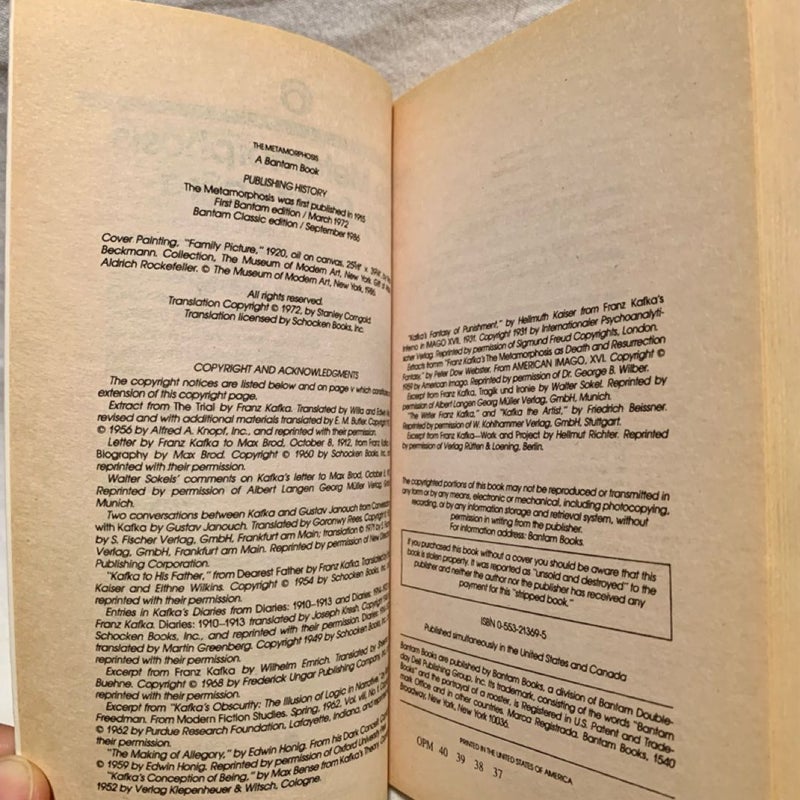 THE METAMORPHOSIS
A Bantam Book
PUBLISHING HISTORY
The Metamorphosis was first published in 1915
First Bantam edition / March 1972
Bantam Classic edition / September 1986
Cover Painting, "Family Picture," 1920, oil on canvas,
Beckmann. Collection, The Museum of Modern Art, New York. Gift of
Aldrich Rockefeller. © The Museum of Modern Art, New York, 1986
All rights reserved.
Translation Copyright © 1972, by Stanley Corngold.
Translation licensed by Schocken Books, Inc.
COPYRIGHT AND ACKNOWLEDGMENTS
The copyright notices are listed below and on page v which
extension of this copyright page.
Extract from The Trial by Franz Kafka. Translated by Willa and
revised and with additional materials translated by E. M. Butler.
© 1956 by Alfred A. Knopf, Inc., and reprinted with their permission.
Letter by Franz Kafka to Max Brod, October 8, 1912, from Franz
Biography by Max Brod. Copyright © 1960 by Schocken Books, Inc.
reprinted with their permission.
Walter Sokel's comments on Kafka's letter to Max Brod, October 8,
Reprinted by permission of Albert Langen Georg Müller Verlag
Munich.
Two conversations between Kafka and Gustav Janouch from
with Kafka by Gustav Janouch. Translated by Goronwy Rees.
by S. Fischer Verlag, GmbH, Frankfurt am Main; translation © 1971 by S.
Verlag, GmbH, Frankfurt am Main. Reprinted by permission of New
Publishing Corporation.
"Kafka to His Father," from Dearest Father by Franz Kafka. Translated by
Kaiser and Eithne Wilkins. Copyright © 1954 by Schocken Books,
reprinted with their permission.
Entries in Kafka's Diaries from Diaries: 1910–1913 and Diaries
Franz Kafka. Diaries: 1910–1913 translated by Joseph Kresh.
Schocken Books, Inc., and reprinted with their permission. Diaries
translated by Martin Greenberg. Copyright 1949 by Schocken
reprinted with their permission.
Excerpt from Franz Kafka by Wilhelm Emrich. Translated by
Buehne. Copyright © 1968 by Frederick Ungar Publishing Company,
reprinted with their permission.
Excerpt from "Kafka's Obscurity: The Illusion of Logic in Narrative"
Freedman. From Modern Fiction Studies. Spring, 1962, Vol. viii, No. 1.
© 1962 by Purdue Research Foundation, Lafayette, Indiana, and
their permission.
"The Making of Allegory," by Edwin Honig. From his Dark Conceit.
© 1959 by Edwin Honig. Reprinted by permission of Oxford University
"Kafka's Conception of Being," by Max Bense from Kafka's Theory.
1952 by Verlag Kiepenheuer & Witsch, Cologne.
"Kafka's Fantasy of Punishment," by Hellmuth Kaiser from Franz Kafka's
Inferno in IMAGO XVII, 1931. Copyright 1931 by Internationaler Psychoanalyti-
scher Verlag. Reprinted by permission of Sigmund Freud Copyrights, London.
Extracts from "Franz Kafka's The Metamorphosis as Death and Resurrection
Fantasy," by Peter Dow Webster. From AMERICAN IMAGO, XVI. Copyright ©
1959 by American Imago. Reprinted by permission of Dr. George B. Wilber.
Excerpt from Franz Kafka, Tragik und Ironie by Walter Sokel. Reprinted by
permission of Albert Langen Georg Müller Verlag, GmbH, Munich.
"The Writer Franz Kafka," and "Kafka the Artist," by Friedrich Beissner.
Reprinted by permission of W. Kohlhammer Verlag, GmbH, Stuttgart.
Excerpt from Franz Kafka—Work and Project by Hellmut Richter. Reprinted
by permission of Verlag Rütten & Loening, Berlin.
The copyrighted portions of this book may not be reproduced or transmitted in
any form or by any means, electronic or mechanical, including photocopying,
recording, or by any information storage and retrieval system, without
permission in writing from the publisher.
For information address: Bantam Books.
If you purchased this book without a cover you should be aware that this
book is stolen property. It was reported as "unsold and destroyed" to the
publisher and neither the author nor the publisher has received any
payment for this "stripped book."
ISBN 0-553-21369-5
Published simultaneously in the United States and Canada
Bantam Books are published by Bantam Books, a division of Bantam Double-
day Dell Publishing Group, Inc. Its trademark, consisting of the words "Bantam
Books" and the portrayal of a rooster, is Registered in U.S. Patent and Trade-
mark Office and in other countries. Marca Registrada. Bantam Books, 1540
Broadway, New York, New York 10036.
PRINTED IN THE UNITED STATES OF AMERICA
OPM 40 39 38 37